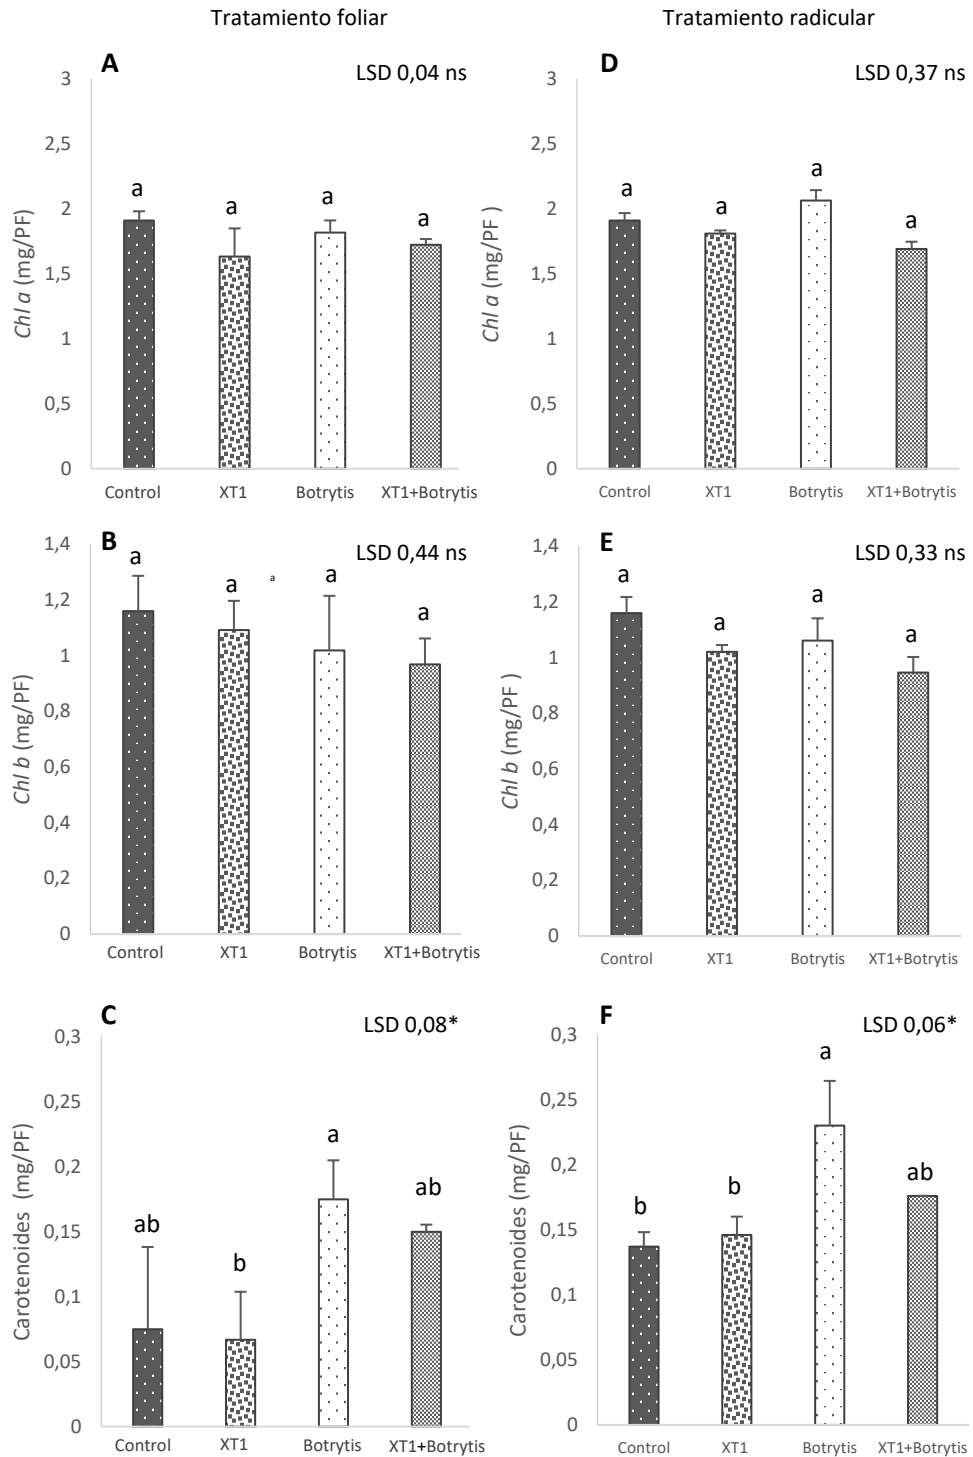 Tratamiento foliar
Tratamiento radicular
A
LSD 0,04 ns
3
2,5
2
1,5
1
0,5
0
Chl a (mg/PF)
a
a
a
a
Control
XT1
Botrytis
XT1+Botrytis
D
LSD 0,37 ns
3
2,5
2
1,5
1
0,5
0
Chl a (mg/PF )
a
a
a
a
Control
XT1
Botrytis
XT1+Botrytis
B
LSD 0,44 ns
1,4
1,2
1
0,8
0,6
0,4
0,2
0
Chl b (mg/PF)
a
a
a
a
a
Control
XT1
Botrytis
XT1+Botrytis
E
LSD 0,33 ns
1,4
1,2
1
0,8
0,6
0,4
0,2
0
Chl b (mg/PF )
a
a
a
a
Control
XT1
Botrytis
XT1+Botrytis
C
LSD 0,08*
0,3
0,25
0,2
0,15
0,1
0,05
0
Carotenoides (mg/PF)
ab
b
a
ab
Control
XT1
Botrytis
XT1+Botrytis
F
LSD 0,06*
0,3
0,25
0,2
0,15
0,1
0,05
0
Carotenoides (mg/PF)
b
b
a
ab
Control
XT1
Botrytis
XT1+Botrytis